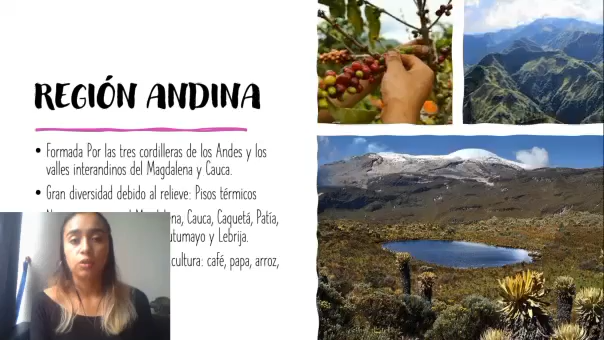 REGIÓN ANDINA
• Formada Por las tres cordilleras de los Andes y los
valles interandinos del Magdalena y Cauca.
• Gran diversidad debido al relieve: Pisos térmicos
Magdalena, Cauca, Caquetá, Patía,
utumayo y Lebrija.
cultura: café, papa, arroz,